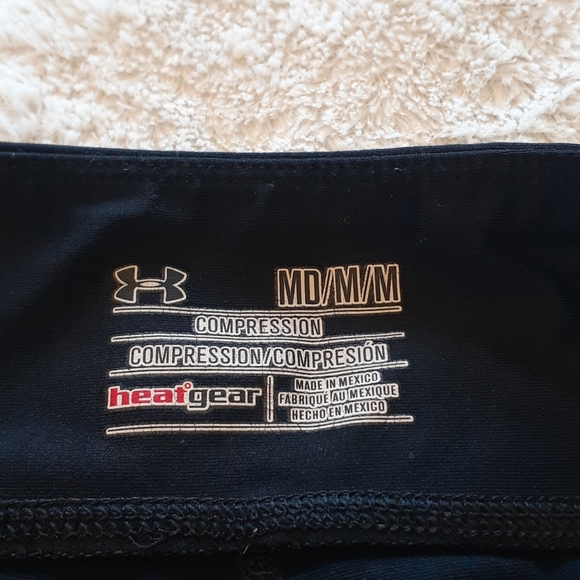 MD/M/M
COMPRESSION
COMPRESSION/COMPRESIÓN
heatgear
MADE IN MEXICO
FABRIQUÉ AU MEXIQUE
HECHO EN MEXICO